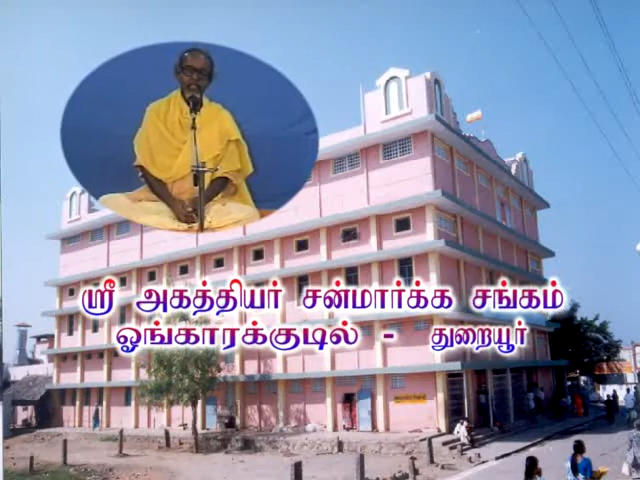 ஸ்ரீ அகத்தியர் சன்மார்க்க சங்கம்
ஓங்காரக்குடில் - துறையூர்